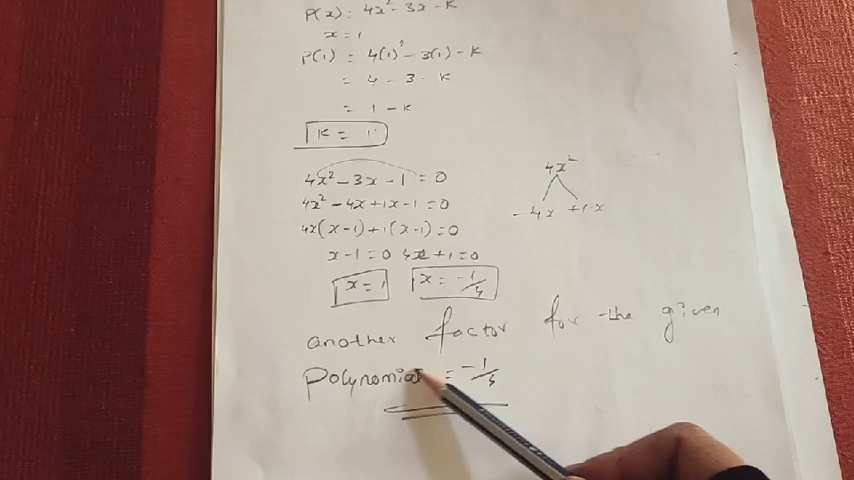 P(x) = 4x² - 3x - K
x = 1
P(1) = 4(1)² - 3(1) - K
= 4 - 3 - K
= 1 - K
K = 1
4x² - 3x - 1 = 0
4x² - 4x + 1x - 1 = 0
4x(x-1) + 1(x-1) = 0
x - 1 = 0 4x + 1 = 0
x = 1 x = -1/4
4x²
- 4x + 1·x
another factor for the given
Polynomial = -1/4